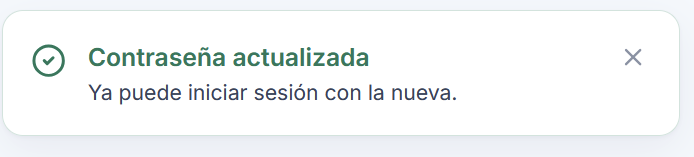 Contraseña actualizada
Ya puede iniciar sesión con la nueva.